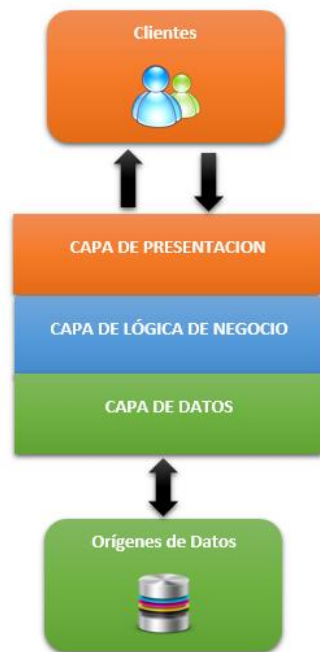 Clientes
CAPA DE PRESENTACION
CAPA DE LÓGICA DE NEGOCIO
CAPA DE DATOS
Orígenes de Datos